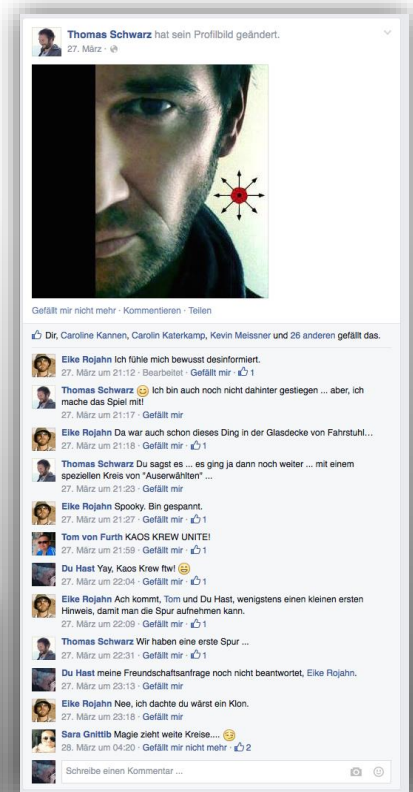 Thomas Schwarz hat sein Profilbild geändert.
27. März ·
Gefällt mir nicht mehr · Kommentieren · Teilen
Dir, Caroline Kannen, Carolin Katerkamp, Kevin Meissner und 26 anderen gefällt das.
Eike Rojahn Ich fühle mich bewusst desinformiert.
27. März um 21:12 · Bearbeitet · Gefällt mir · 1
Thomas Schwarz Ich bin auch noch nicht dahinter gestiegen ... aber, ich
mache das Spiel mit!
27. März um 21:17 · Gefällt mir
Eike Rojahn Da war auch schon dieses Ding in der Glasdecke von Fahrstuhl...
27. März um 21:18 · Gefällt mir · 1
Thomas Schwarz Du sagst es ... es ging ja dann noch weiter ... mit einem
speziellen Kreis von "Auserwählten" ...
27. März um 21:23 · Gefällt mir
Eike Rojahn Spooky. Bin gespannt.
27. März um 21:27 · Gefällt mir · 1
Tom von Furth KAOS KREW UNITE!
27. März um 21:59 · Gefällt mir · 1
Du Hast Yay, Kaos Krew ftw!
27. März um 22:04 · Gefällt mir · 1
Eike Rojahn Ach kommt, Tom und Du Hast, wenigstens einen kleinen ersten
Hinweis, damit man die Spur aufnehmen kann.
27. März um 22:09 · Gefällt mir · 1
Thomas Schwarz Wir haben eine erste Spur ...
27. März um 22:31 · Gefällt mir · 1
Du Hast meine Freundschaftsanfrage noch nicht beantwortet, Eike Rojahn.
27. März um 23:13 · Gefällt mir
Eike Rojahn Nee, ich dachte du wärst ein Klon.
27. März um 23:18 · Gefällt mir
Sara Gnittib Magie zieht weite Kreise....
28. März um 04:20 · Gefällt mir nicht mehr · 2
Schreibe einen Kommentar ...